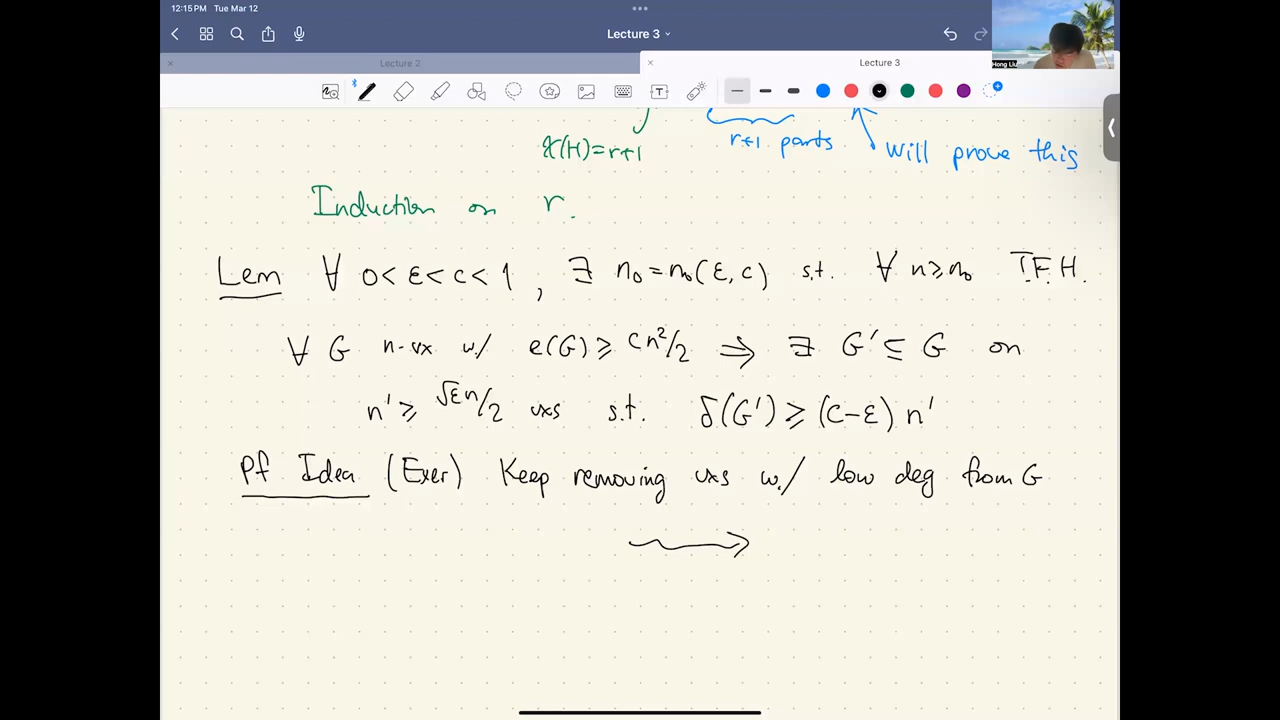 12:15 PM Tue Mar 12
Lecture 3
Hong Liu
Lecture 2
Lecture 3
χ(H)=r+1
r+1 parts
will prove this
Induction on r.
Lem ∀ 0<ε<c<1, ∃ n₀=n₀(ε,c) s.t. ∀ n≥n₀ T.F.H.
∀ G n-vx w/ e(G)≥cn²/2 ⇒ ∃ G'⊆G on
n'≥√εn/2 vxs s.t. δ(G')≥(c-ε)n'
Pf Idea (Exer) Keep removing vxs w/ low deg from G